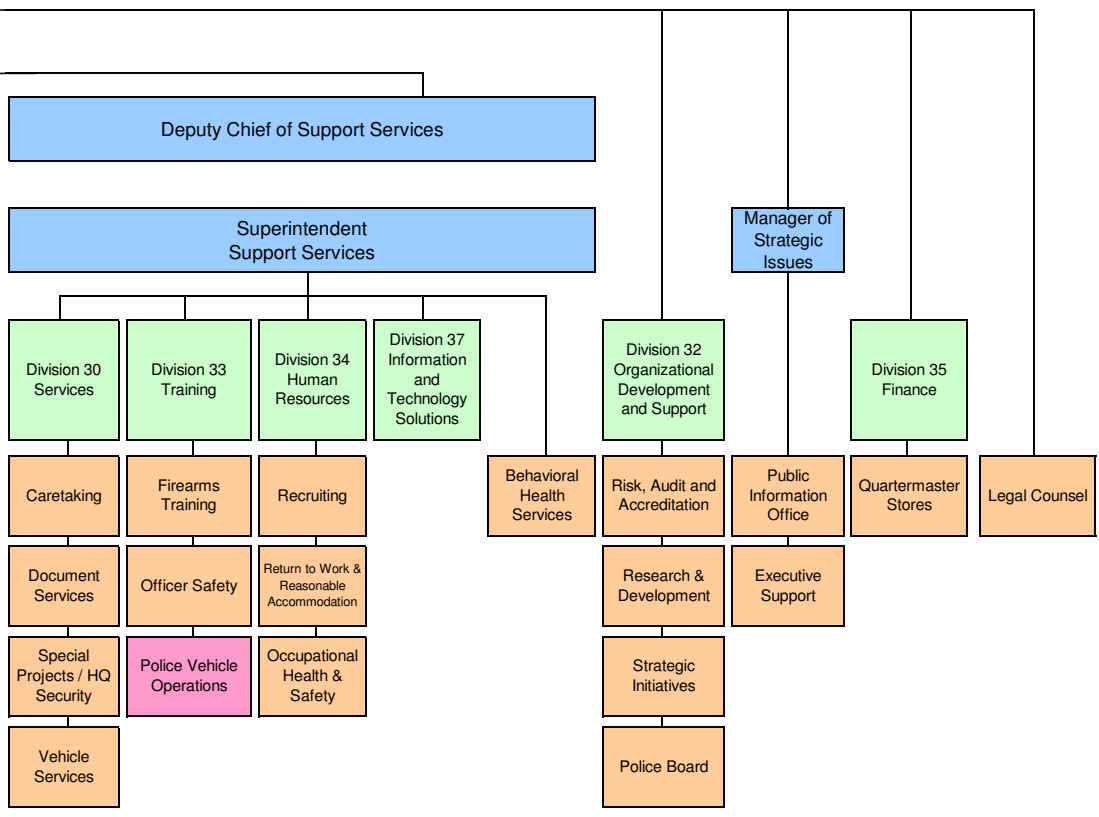 Deputy Chief of Support Services
Superintendent
Support Services
Manager of
Strategic
Issues
Division 30
Services
Division 33
Training
Division 34
Human
Resources
Division 37
Information
and
Technology
Solutions
Division 32
Organizational
Development
and Support
Division 35
Finance
Caretaking
Firearms
Training
Recruiting
Behavioral
Health
Services
Risk, Audit and
Accreditation
Public
Information
Office
Quartermaster
Stores
Legal Counsel
Document
Services
Officer Safety
Return to Work &
Reasonable
Accommodation
Research &
Development
Executive
Support
Special
Projects / HQ
Security
Police Vehicle
Operations
Occupational
Health &
Safety
Strategic
Initiatives
Vehicle
Services
Police Board